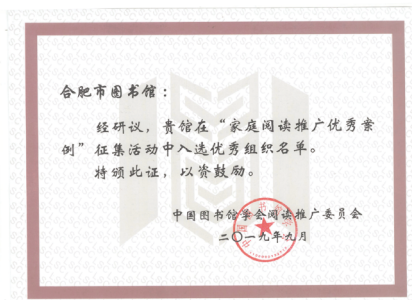 合肥市图书馆：
经研议，贵馆在“家庭阅读推广优秀案
例”征集活动中入选优秀组织名单。
特颁此证，以资鼓励。
中国图书馆学会阅读推广委员会
二〇一九年九月